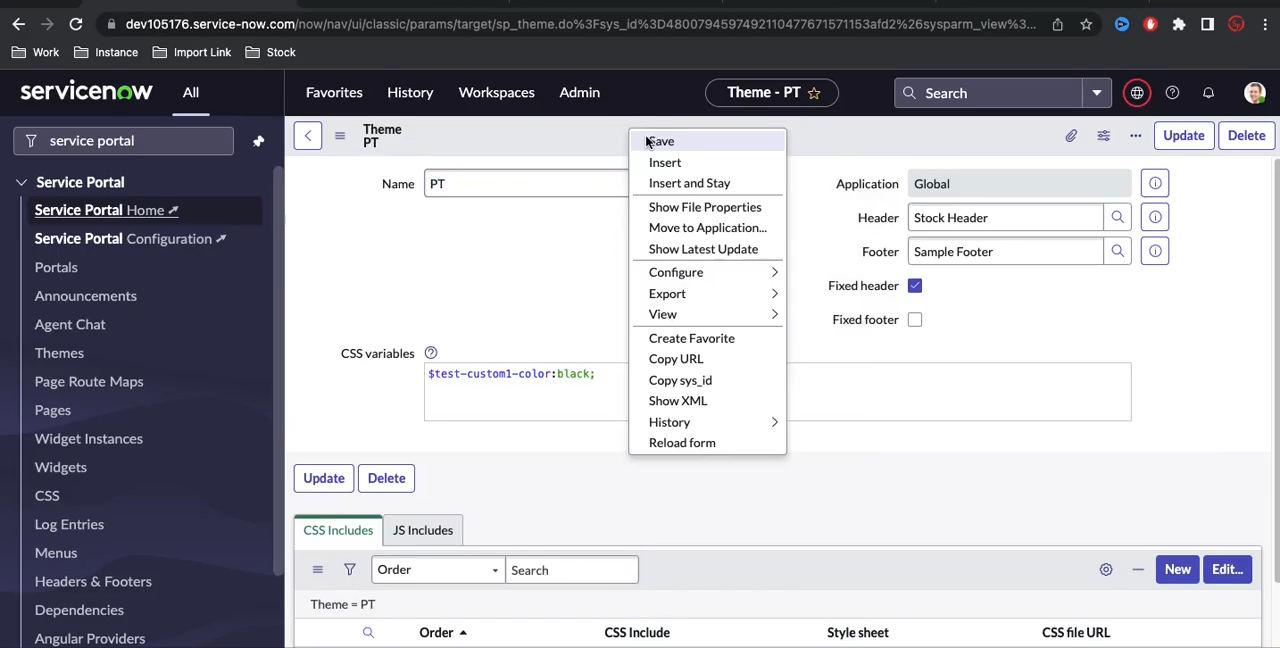 dev105176.service-now.com/now/nav/ui/classic/params/target/sp_theme.do%3Fsys_id%3D48007945974921104776715711​53afd2%26sysparm_view%3...
Work Instance Import Link Stock
servicenow All Favorites History Workspaces Admin Theme - PT Search
service portal
Theme
PT
Update Delete
Service Portal
Service Portal Home
Service Portal Configuration
Portals
Announcements
Agent Chat
Themes
Page Route Maps
Pages
Widget Instances
Widgets
CSS
Log Entries
Menus
Headers & Footers
Dependencies
Angular Providers
Name PT
Save
Insert
Insert and Stay
Show File Properties
Move to Application...
Show Latest Update
Configure
Export
View
Create Favorite
Copy URL
Copy sys_id
Show XML
History
Reload form
Application Global
Header Stock Header
Footer Sample Footer
Fixed header
Fixed footer
CSS variables
$test-custom1-color:black;
Update Delete
CSS Includes JS Includes
Order Search New Edit...
Theme = PT
Order CSS Include Style sheet CSS file URL